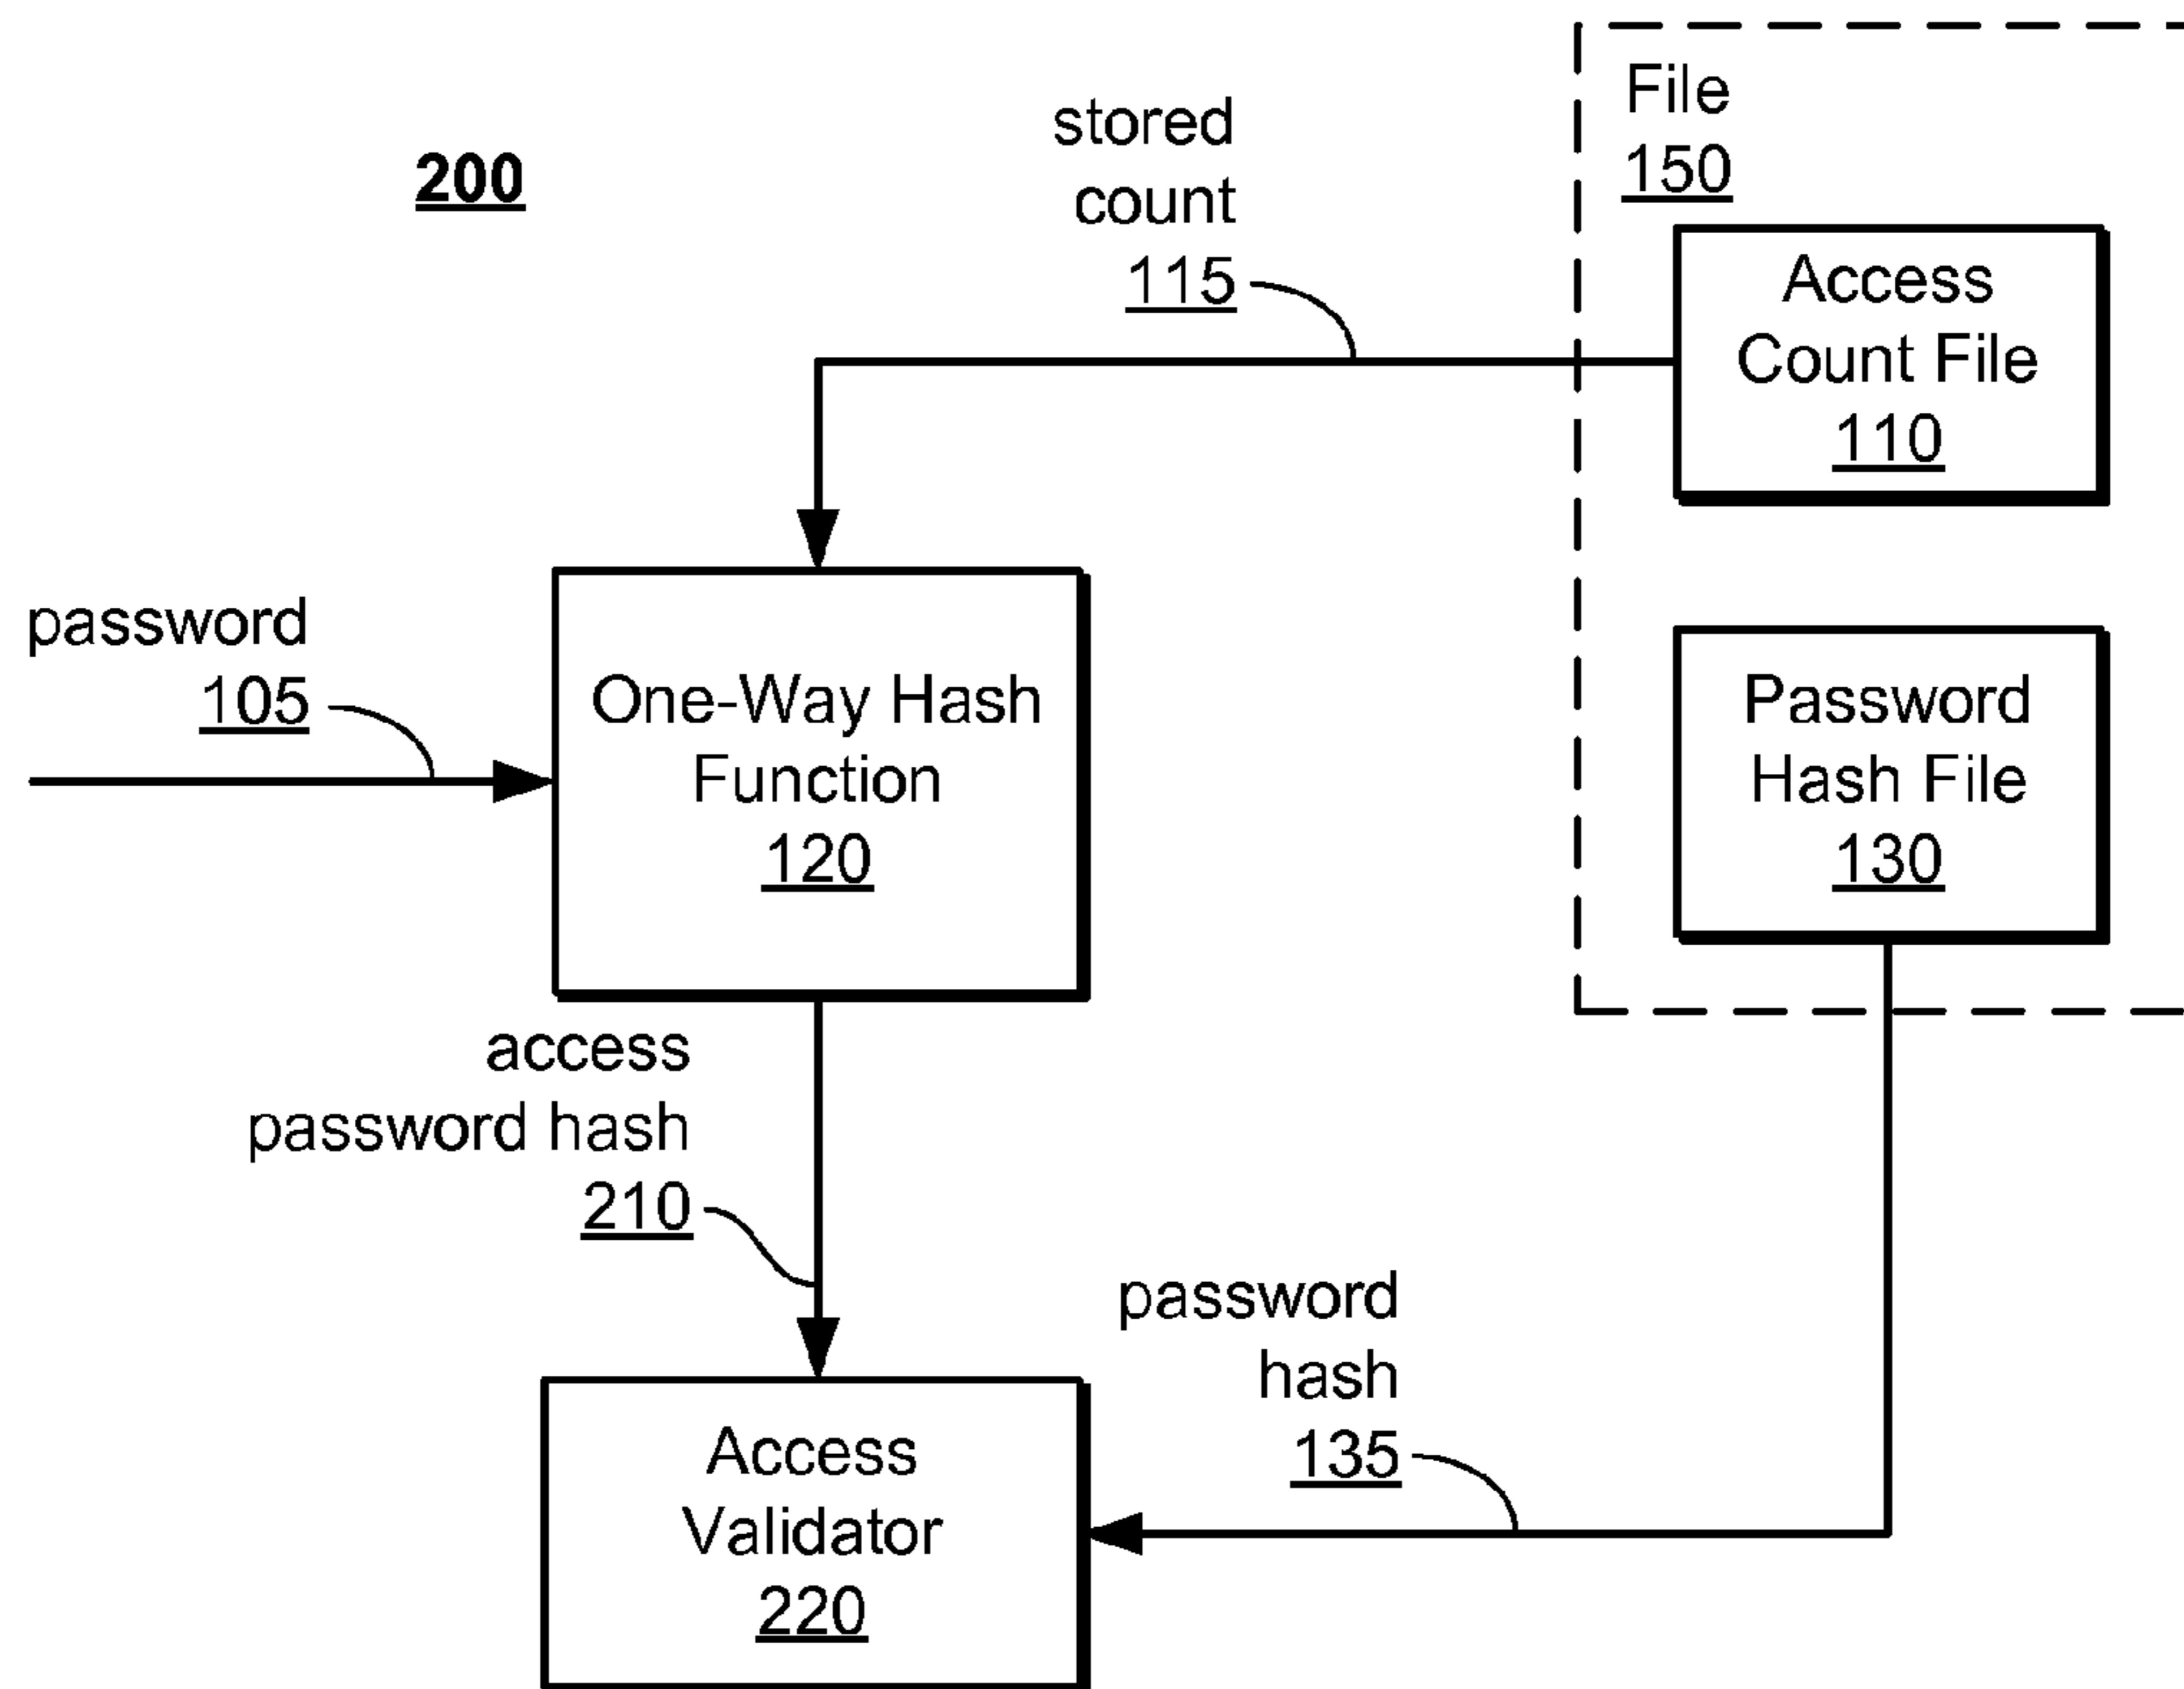 200
stored
count
115
File
150
Access
Count File
110
password
105
One-Way Hash
Function
120
Password
Hash File
130
access
password hash
210
password
hash
135
Access
Validator
220